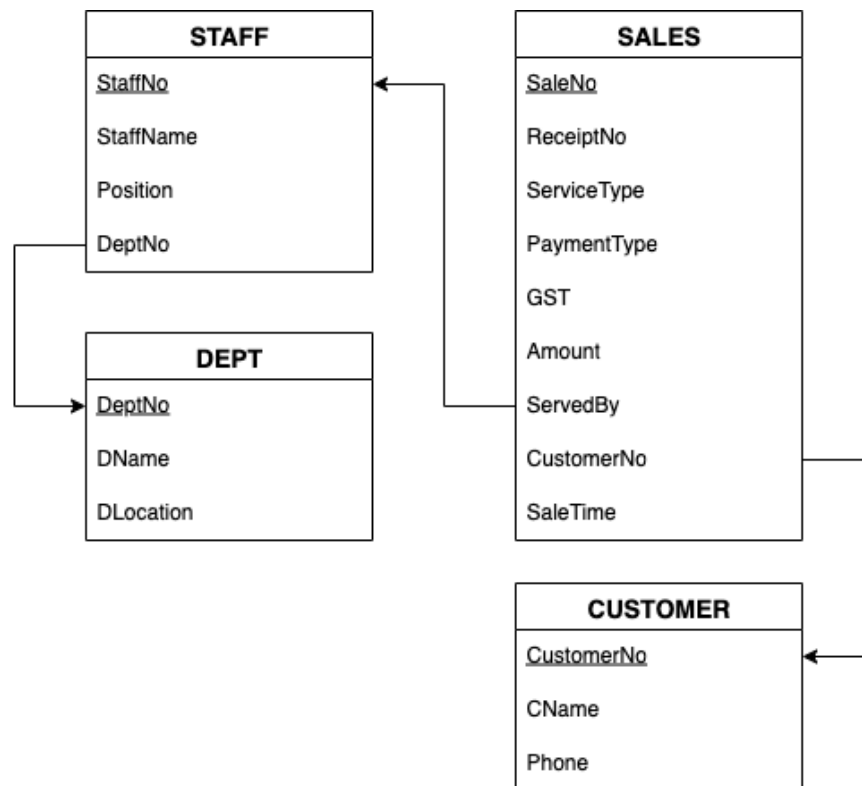 STAFF
StaffNo
StaffName
Position
DeptNo
DEPT
DeptNo
DName
DLocation
SALES
SaleNo
ReceiptNo
ServiceType
PaymentType
GST
Amount
ServedBy
CustomerNo
SaleTime
CUSTOMER
CustomerNo
CName
Phone